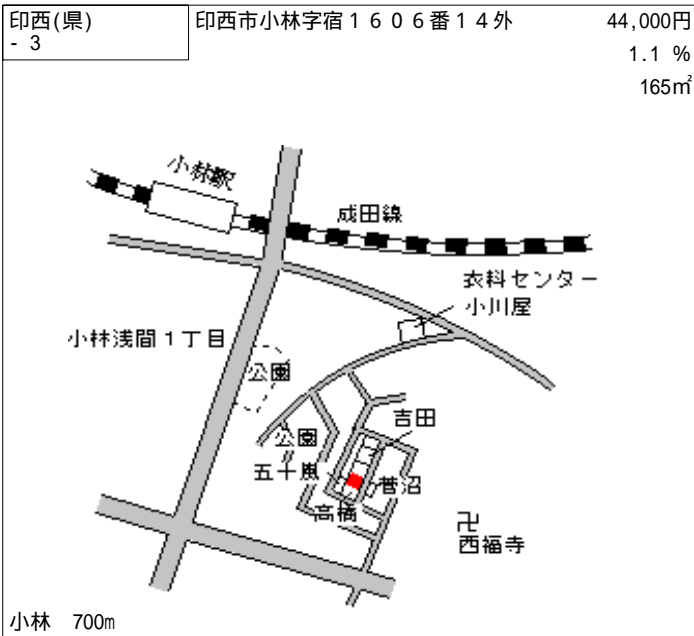 印西(県)
- 3
印西市小林字宿１６０６番１４外
44,000円
1.1 %
165㎡
小林駅
成田線
衣料センター
小川屋
小林浅間１丁目
公園
吉田
公園
五十嵐
菅沼
高橋
卍
西福寺
小林 700m